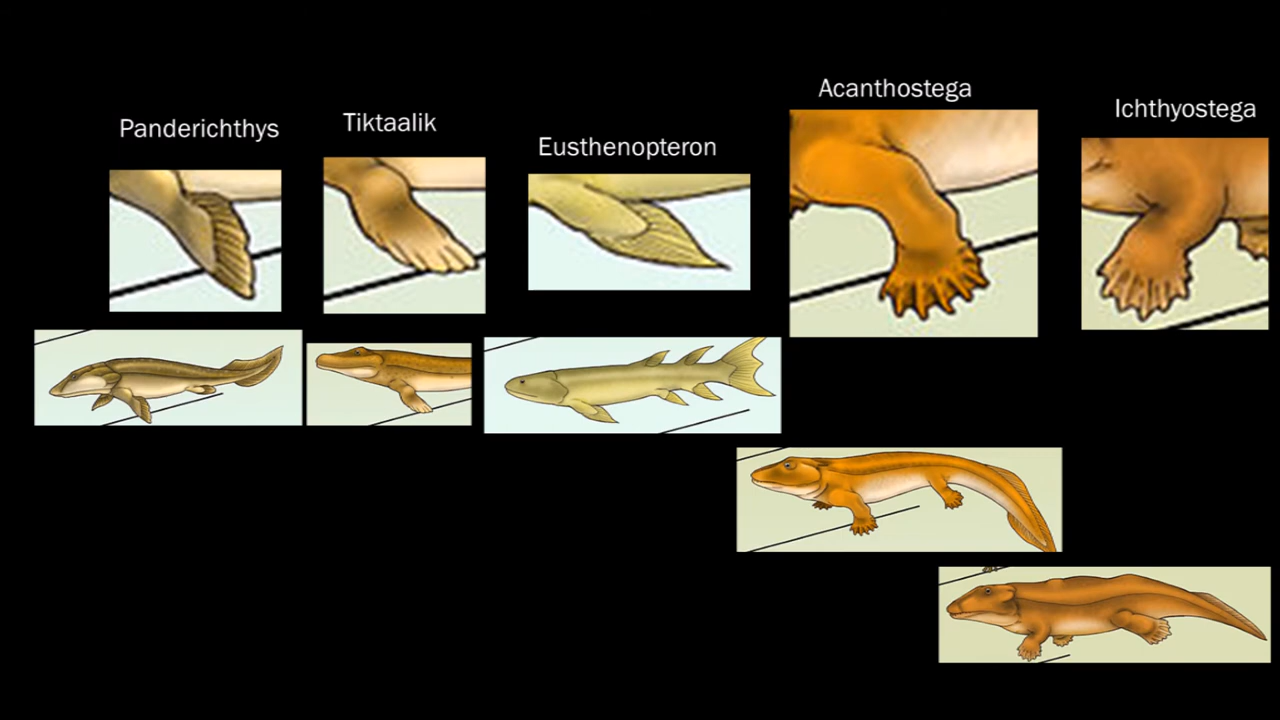 Panderichthys
Tiktaalik
Eusthenopteron
Acanthostega
Ichthyostega